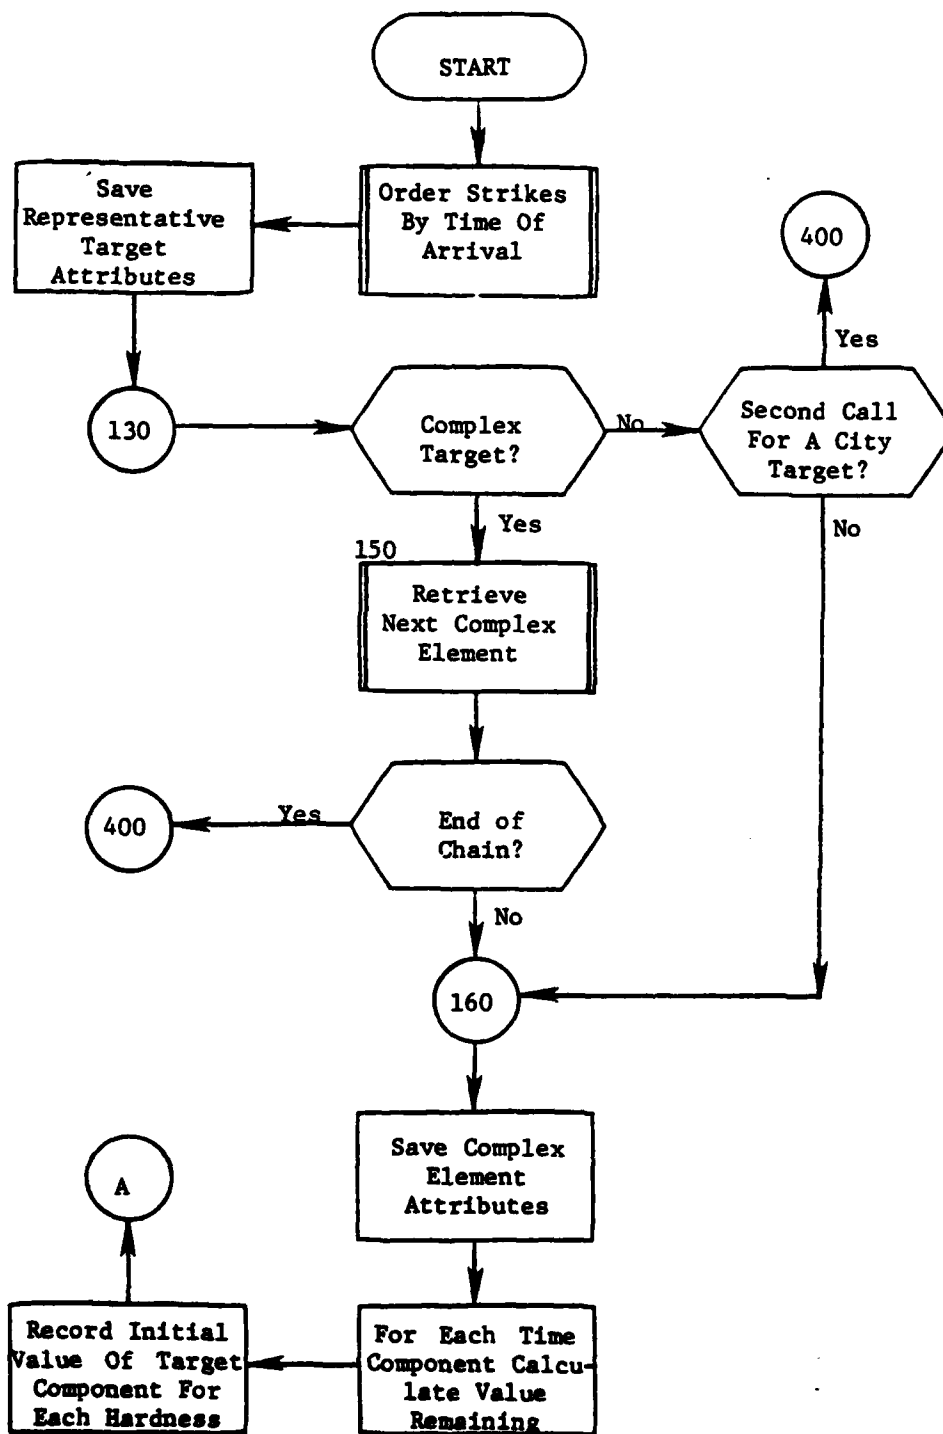 START
Order Strikes
By Time Of
Arrival
Save
Representative
Target
Attributes
400
Yes
130
Complex
Target?
No
Second Call
For A City
Target?
Yes
No
150
Retrieve
Next Complex
Element
400
Yes
End of
Chain?
No
160
Save Complex
Element
Attributes
A
Record Initial
Value Of Target
Component For
Each Hardness
For Each Time
Component Calcu-
late Value
Remaining